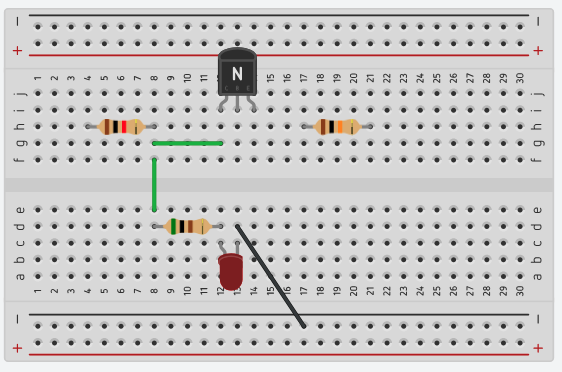 − −
+ +
1 2 3 4 5 6 7 8 9 10 11 12 13 14 15 16 17 18 19 20 21 22 23 24 25 26 27 28 29 30
N
j j
i i
h h
g g
f f
e e
d d
c c
b b
a a
1 2 3 4 5 6 7 8 9 10 11 12 13 14 15 16 17 18 19 20 21 22 23 24 25 26 27 28 29 30
− −
+ +